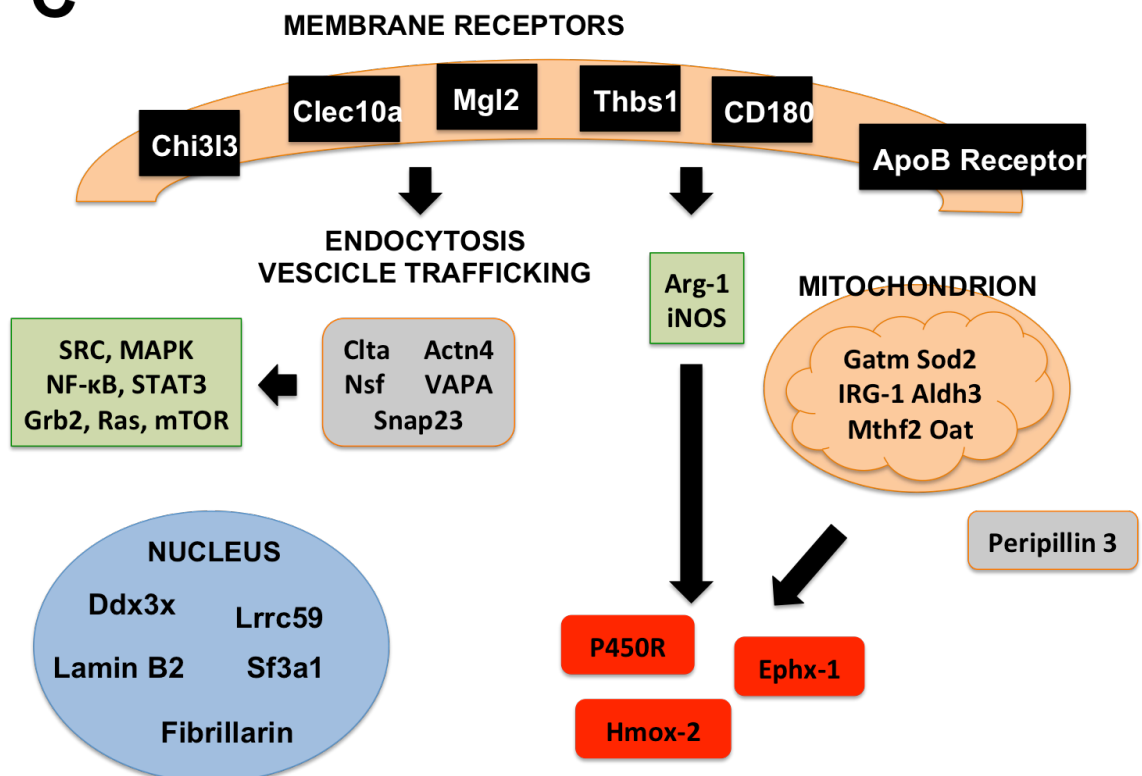 C
MEMBRANE RECEPTORS
Chi3l3
Clec10a
Mgl2
Thbs1
CD180
ApoB Receptor
ENDOCYTOSIS
VESCICLE TRAFFICKING
Arg-1
iNOS
MITOCHONDRION
SRC, MAPK
NF-κB, STAT3
Grb2, Ras, mTOR
Clta Actn4
Nsf VAPA
Snap23
Gatm Sod2
IRG-1 Aldh3
Mthf2 Oat
Peripillin 3
NUCLEUS
Ddx3x
Lrrc59
Lamin B2
Sf3a1
Fibrillarin
P450R
Ephx-1
Hmox-2